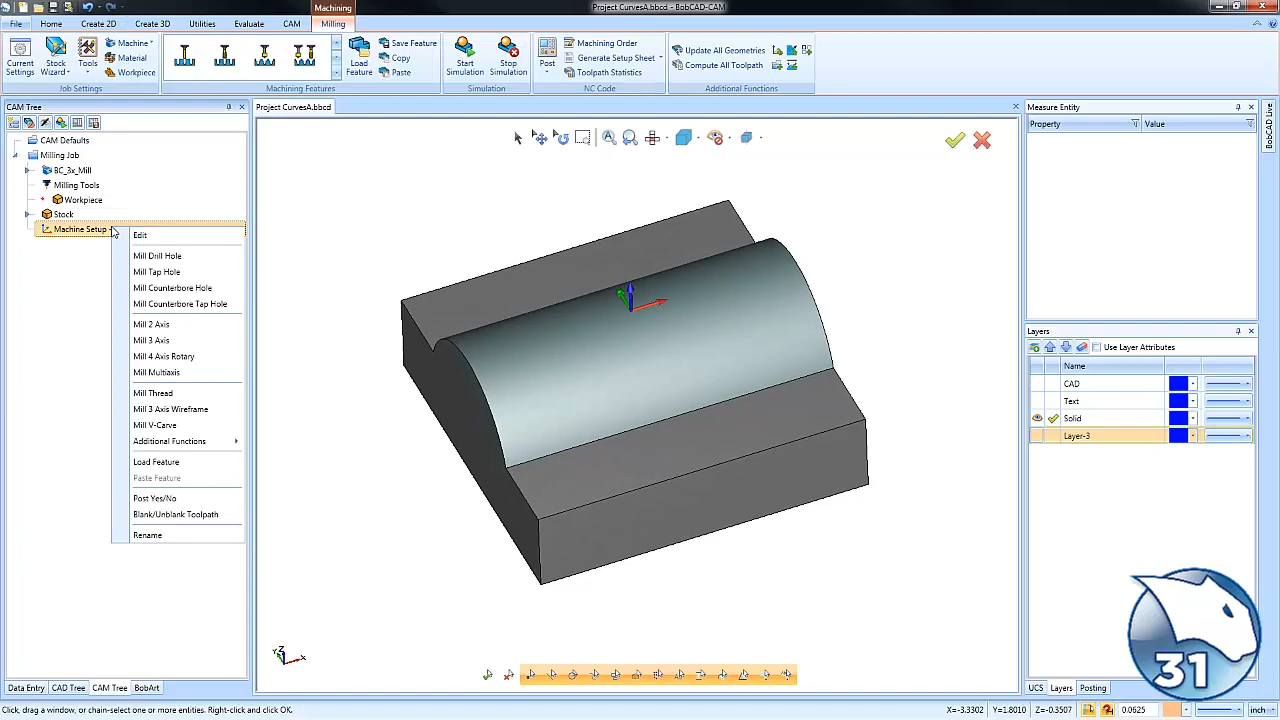 Machining
Project CurvesA.bbcd - BobCAD-CAM
File
Home
Create 2D
Create 3D
Utilities
Evaluate
CAM
Milling
Current Settings
Stock Wizard
Tools
Machine
Material
Workpiece
Job Settings
Machining Features
Load Feature
Save Feature
Copy
Paste
Start Simulation
Stop Simulation
Simulation
Post
Machining Order
Generate Setup Sheet
Toolpath Statistics
NC Code
Update All Geometries
Compute All Toolpath
Additional Functions
CAM Tree
CAM Defaults
Milling Job
BC_3x_Mill
Milling Tools
Workpiece
Stock
Machine Setup -
Edit
Mill Drill Hole
Mill Tap Hole
Mill Counterbore Hole
Mill Counterbore Tap Hole
Mill 2 Axis
Mill 3 Axis
Mill 4 Axis Rotary
Mill Multiaxis
Mill Thread
Mill 3 Axis Wireframe
Mill V-Carve
Additional Functions
Load Feature
Paste Feature
Post Yes/No
Blank/Unblank Toolpath
Rename
Data Entry
CAD Tree
CAM Tree
BobArt
Project CurvesA.bbcd
Y
Z
X
Measure Entity
Property
Value
BobCAD Live
Layers
Use Layer Attributes
Name
CAD
Text
Solid
Layer-3
31
UCS
Layers
Posting
Click, drag a window, or chain-select one or more entities. Right-click and click OK.
X=-3.3302
Y=1.8010
Z=-0.3507
0.0625
inch